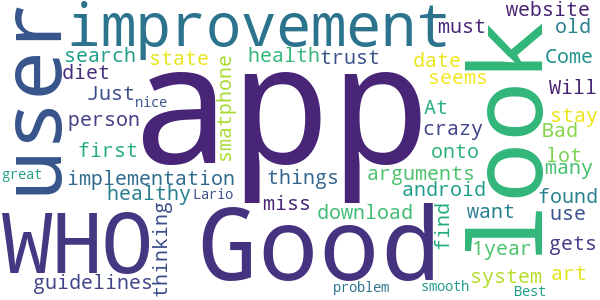 website
improvement
must
old
user
search
state
health
trust
date
look
Come
diet
seems
Just
nice
app
smatphone
Will
person
At
crazy
stay
first
onto
Bad
great
implementation
things
arguments
lot
healthy
Lario
android
many
WHO
Good
miss
download
find
want
found
use
thinking
1year
gets
guidelines
system
art
problem
smooth
Best